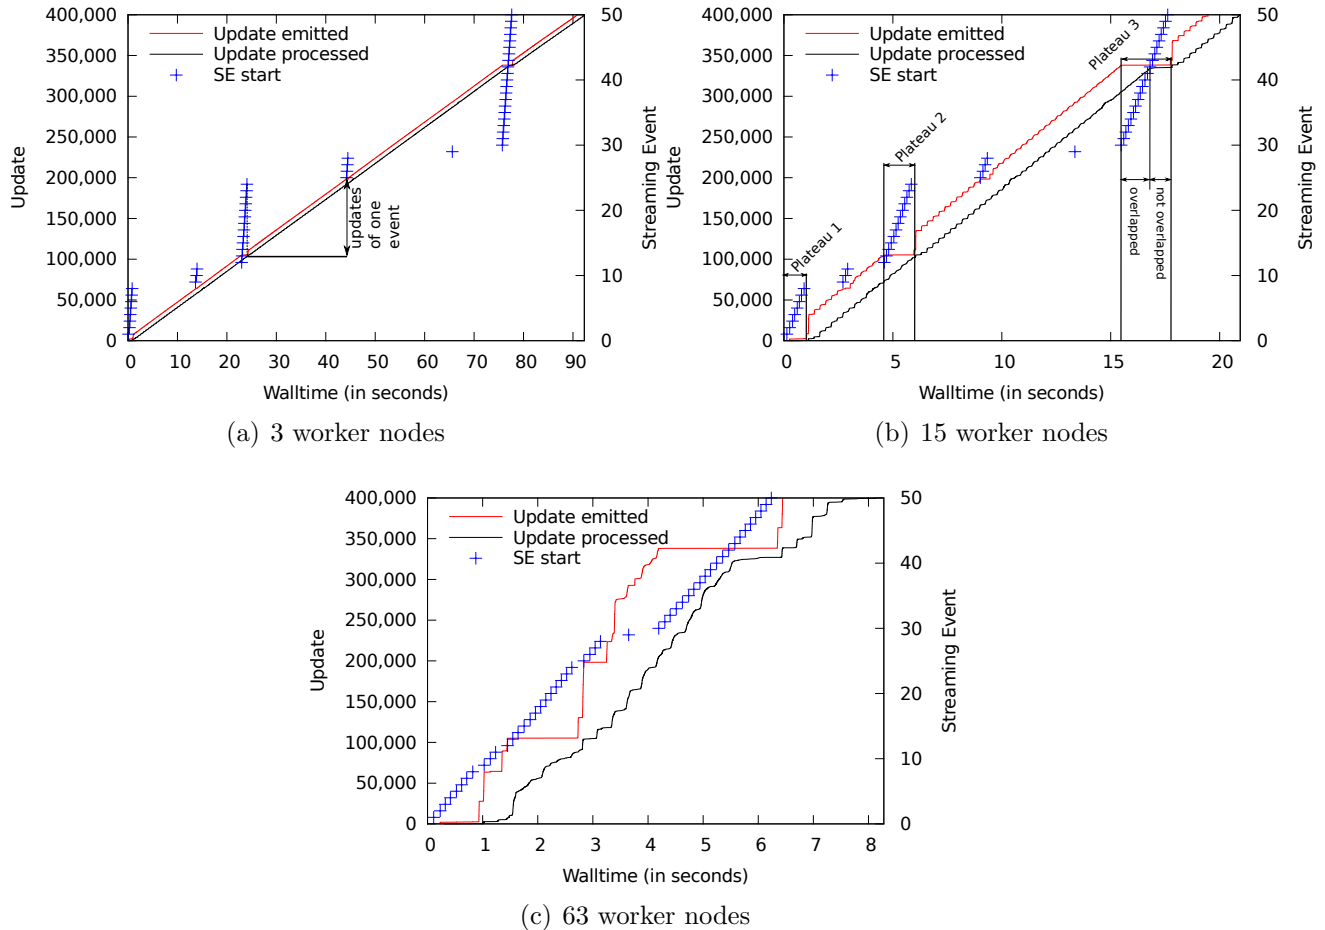 400,000
350,000
300,000
250,000
200,000
150,000
100,000
50,000
0
Update
Update emitted
Update processed
SE start
updates
of one
event
50
40
30
20
10
0
Streaming Event
0 10 20 30 40 50 60 70 80 90
Walltime (in seconds)
(a) 3 worker nodes
400,000
350,000
300,000
250,000
200,000
150,000
100,000
50,000
0
Update
Update emitted
Update processed
SE start
Plateau 1
Plateau 2
Plateau 3
overlapped
not overlapped
50
40
30
20
10
0
Streaming Event
0 5 10 15 20
Walltime (in seconds)
(b) 15 worker nodes
400,000
350,000
300,000
250,000
200,000
150,000
100,000
50,000
0
Update
Update emitted
Update processed
SE start
50
40
30
20
10
0
Streaming Event
0 1 2 3 4 5 6 7 8
Walltime (in seconds)
(c) 63 worker nodes